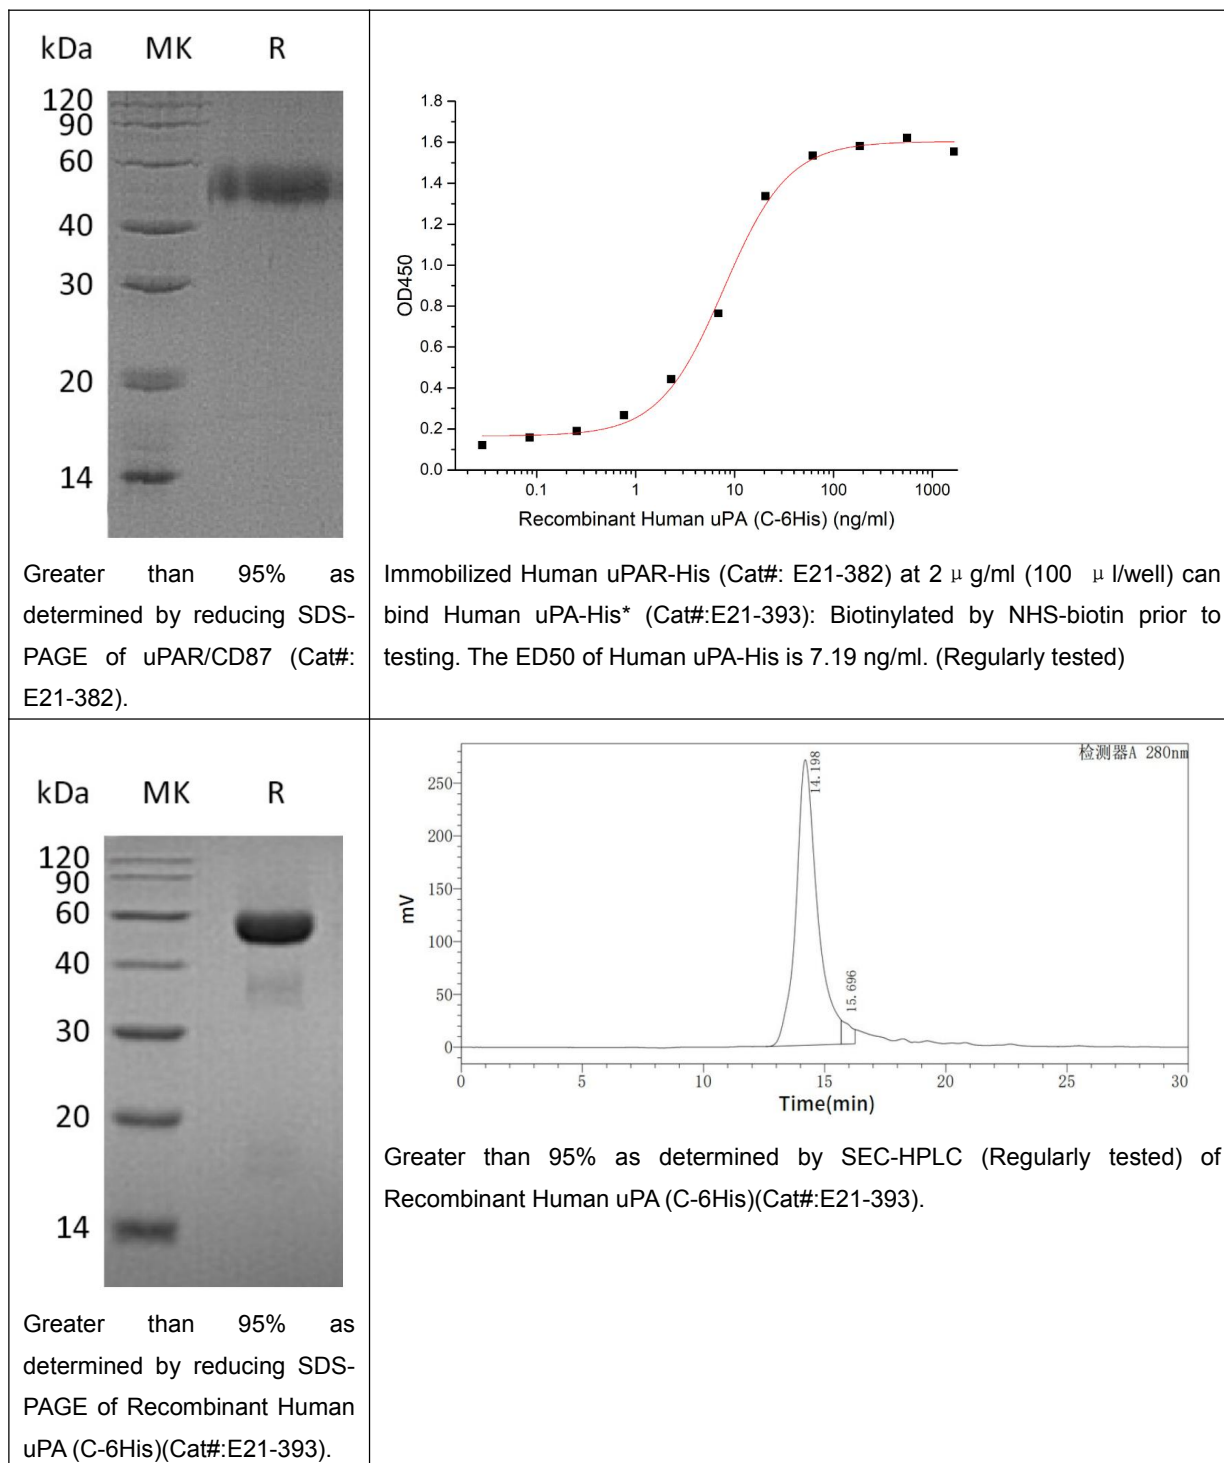 kDa MK R
120
90
60
40
30
20
14
Greater than 95% as
determined by reducing SDS-
PAGE of uPAR/CD87 (Cat#:
E21-382).
1.8
1.6
1.4
1.2
1.0
0.8
0.6
0.4
0.2
0.0
OD450
0.1 1 10 100 1000
Recombinant Human uPA (C-6His) (ng/ml)
Immobilized Human uPAR-His (Cat#: E21-382) at 2 μg/ml (100 μl/well) can
bind Human uPA-His* (Cat#:E21-393): Biotinylated by NHS-biotin prior to
testing. The ED50 of Human uPA-His is 7.19 ng/ml. (Regularly tested)
kDa MK R
120
90
60
40
30
20
14
Greater than 95% as
determined by reducing SDS-
PAGE of Recombinant Human
uPA (C-6His)(Cat#:E21-393).
检测器A 280nm
14.198
15.696
250
200
150
100
50
0
mV
0 5 10 15 20 25 30
Time(min)
Greater than 95% as determined by SEC-HPLC (Regularly tested) of
Recombinant Human uPA (C-6His)(Cat#:E21-393).